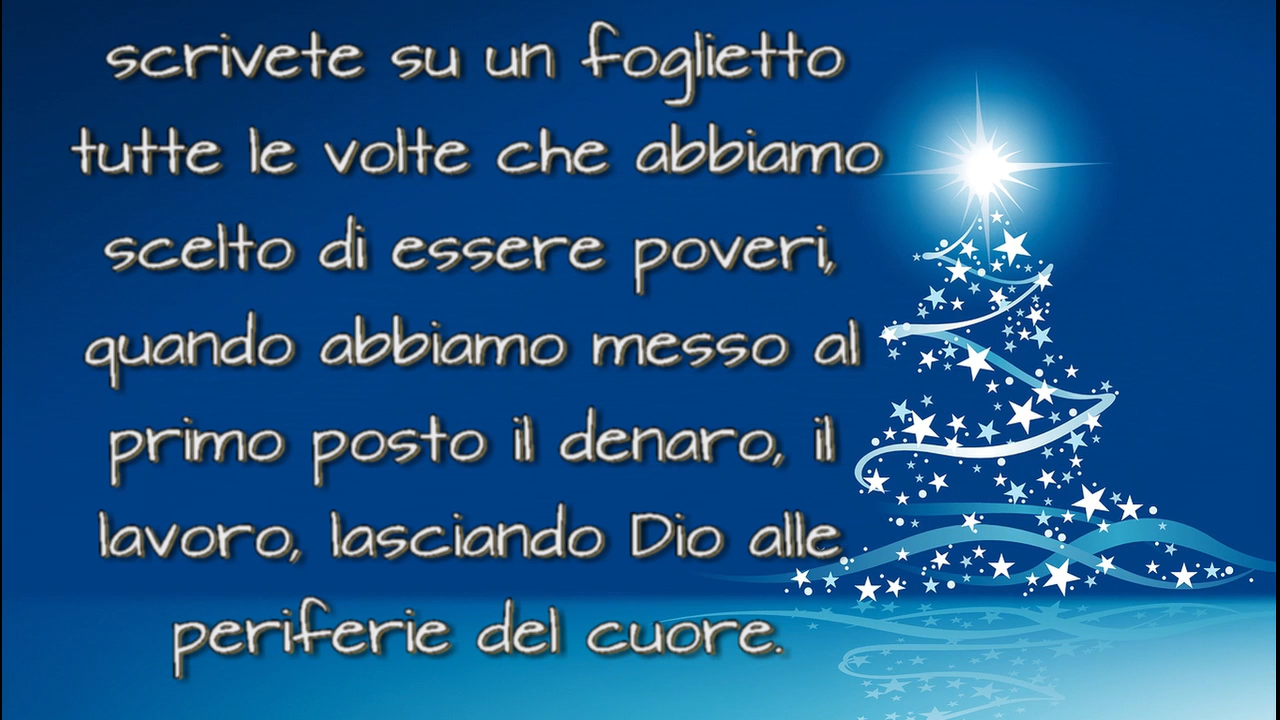 scrivete su un foglietto
tutte le volte che abbiamo
scelto di essere poveri,
quando abbiamo messo al
primo posto il denaro, il
lavoro, lasciando Dio alle
periferie del cuore.